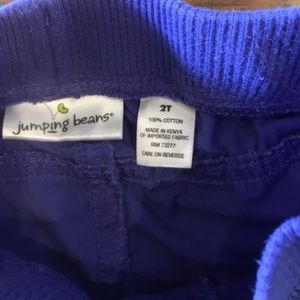 jumping beans®
2T
100% COTTON
MADE IN KENYA
OF IMPORTED FABRIC
RN# 73277
CARE ON REVERSE